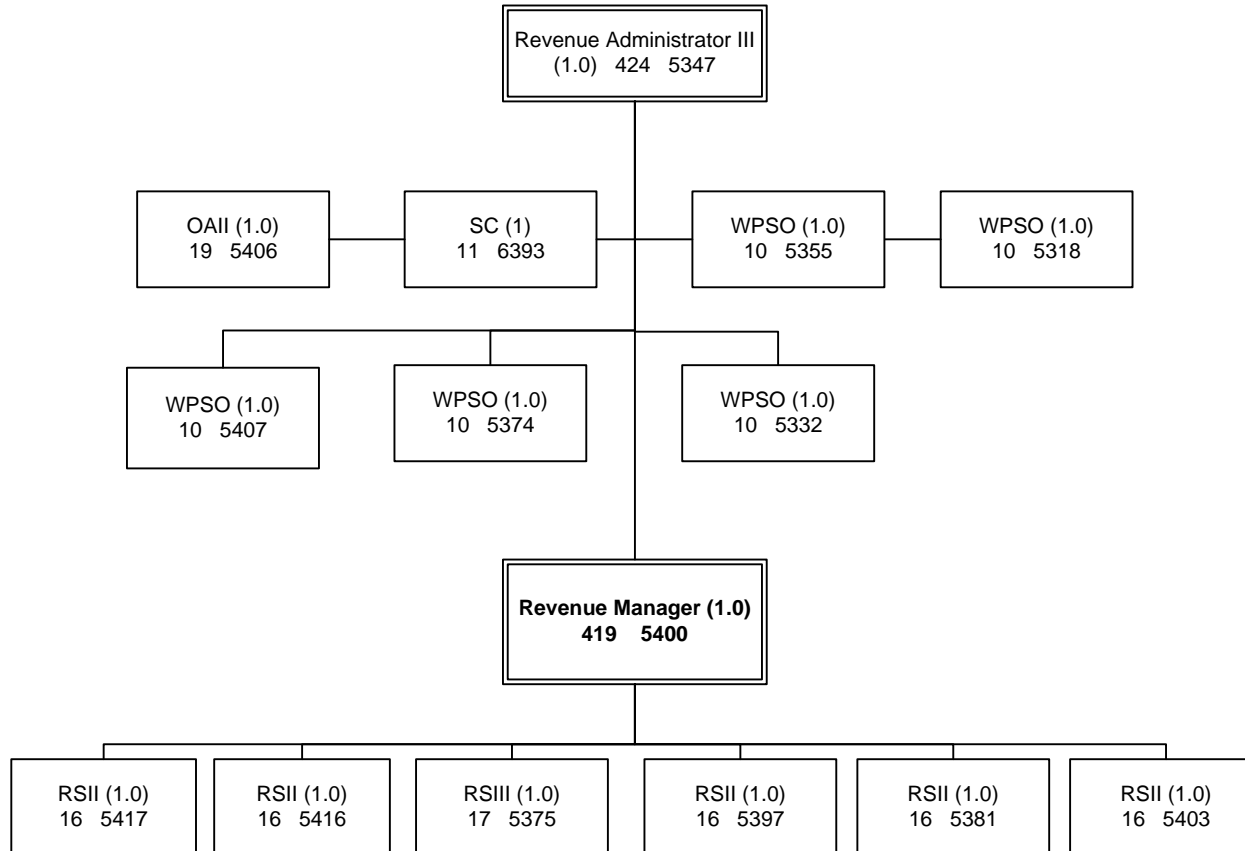 Revenue Administrator III
(1.0) 424 5347
OAII (1.0)
19 5406
SC (1)
11 6393
WPSO (1.0)
10 5355
WPSO (1.0)
10 5318
WPSO (1.0)
10 5407
WPSO (1.0)
10 5374
WPSO (1.0)
10 5332
Revenue Manager (1.0)
419 5400
RSII (1.0)
16 5417
RSII (1.0)
16 5416
RSIII (1.0)
17 5375
RSII (1.0)
16 5397
RSII (1.0)
16 5381
RSII (1.0)
16 5403